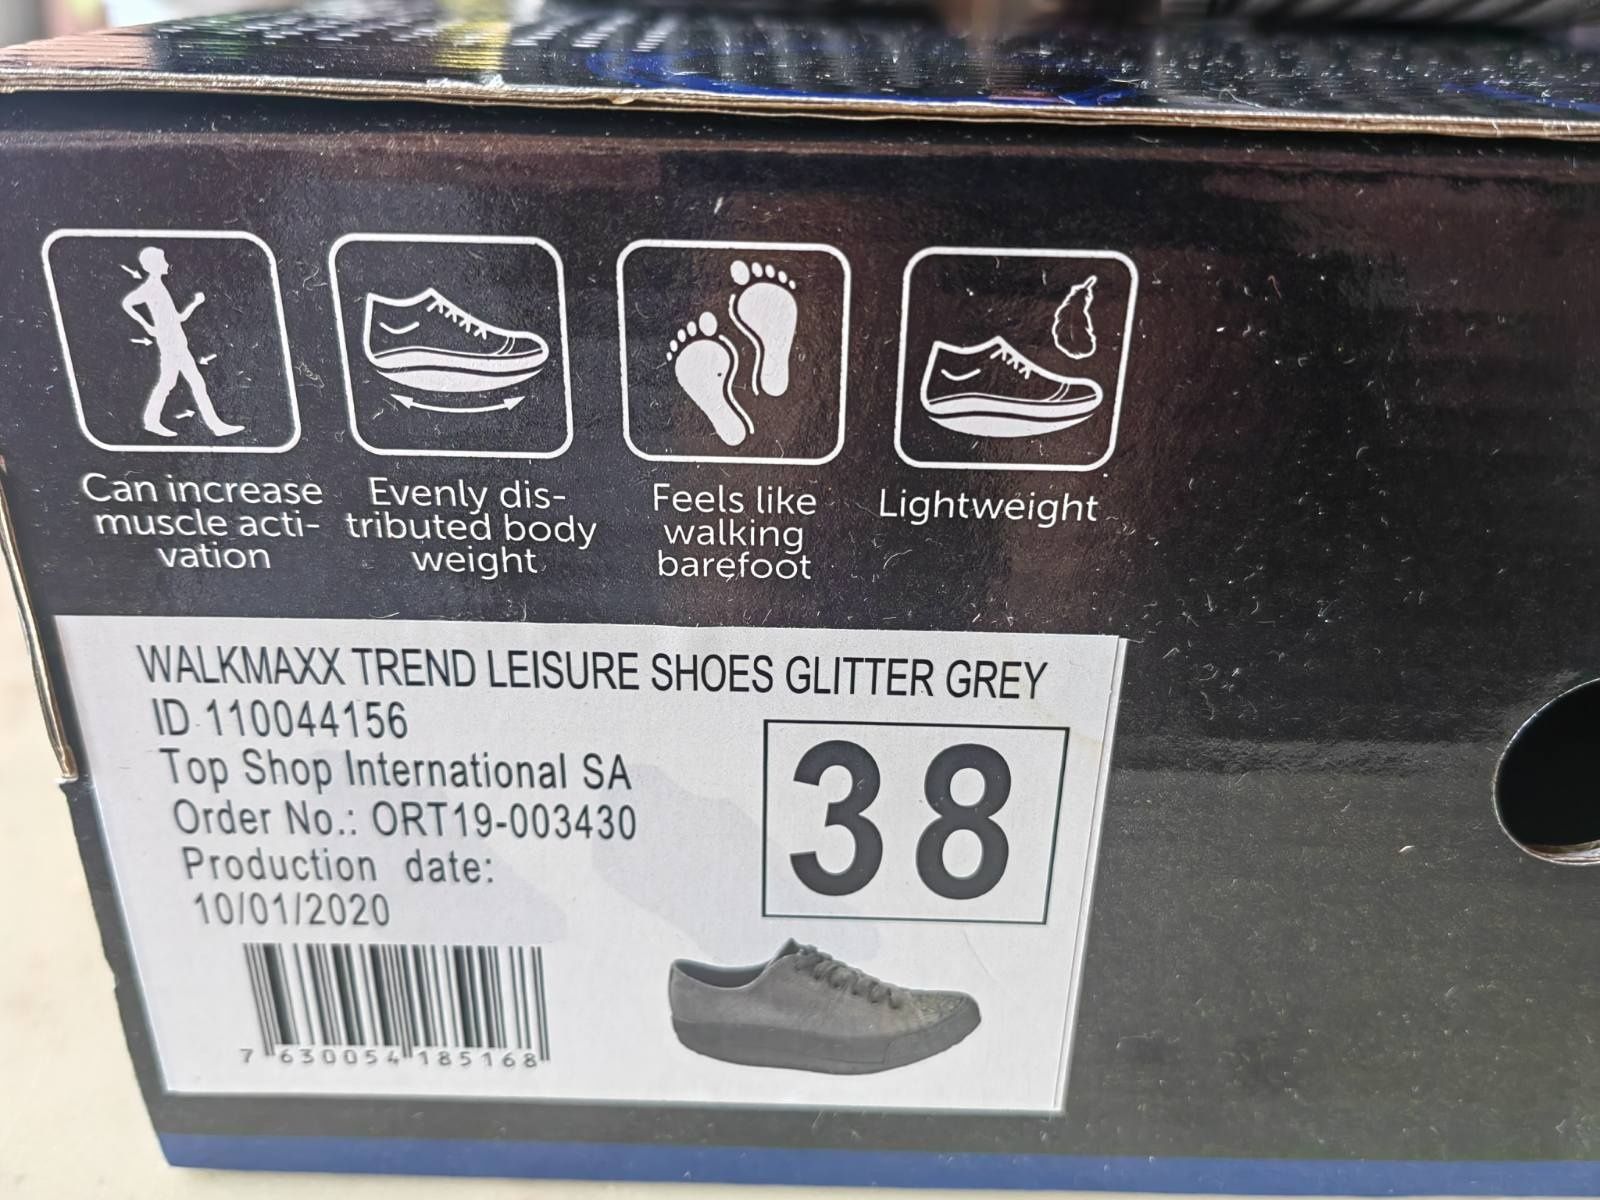 Can increase
muscle acti-
vation
Evenly dis-
tributed body
weight
Feels like
walking
barefoot
Lightweight
WALKMAXX TREND LEISURE SHOES GLITTER GREY
ID 110044156
Top Shop International SA
Order No.: ORT19-003430
Production date:
10/01/2020
38
7 630054 185168